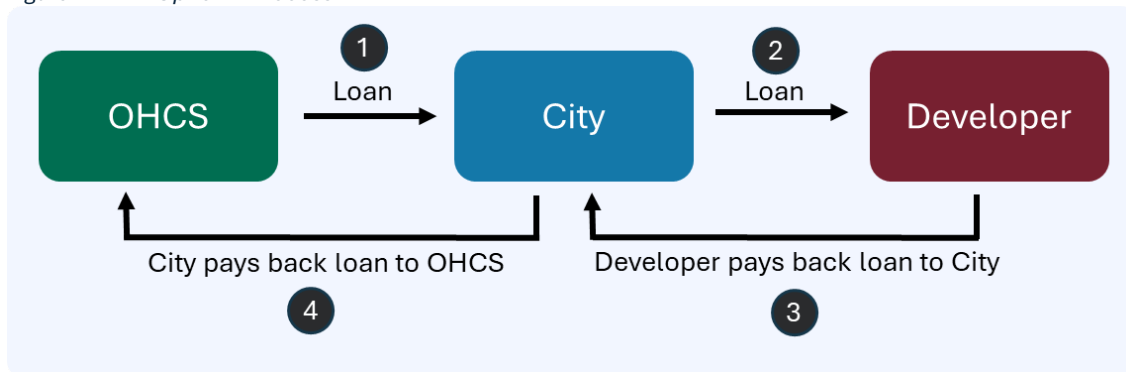 1
2
Loan
Loan
OHCS
City
Developer
City pays back loan to OHCS
Developer pays back loan to City
4
3